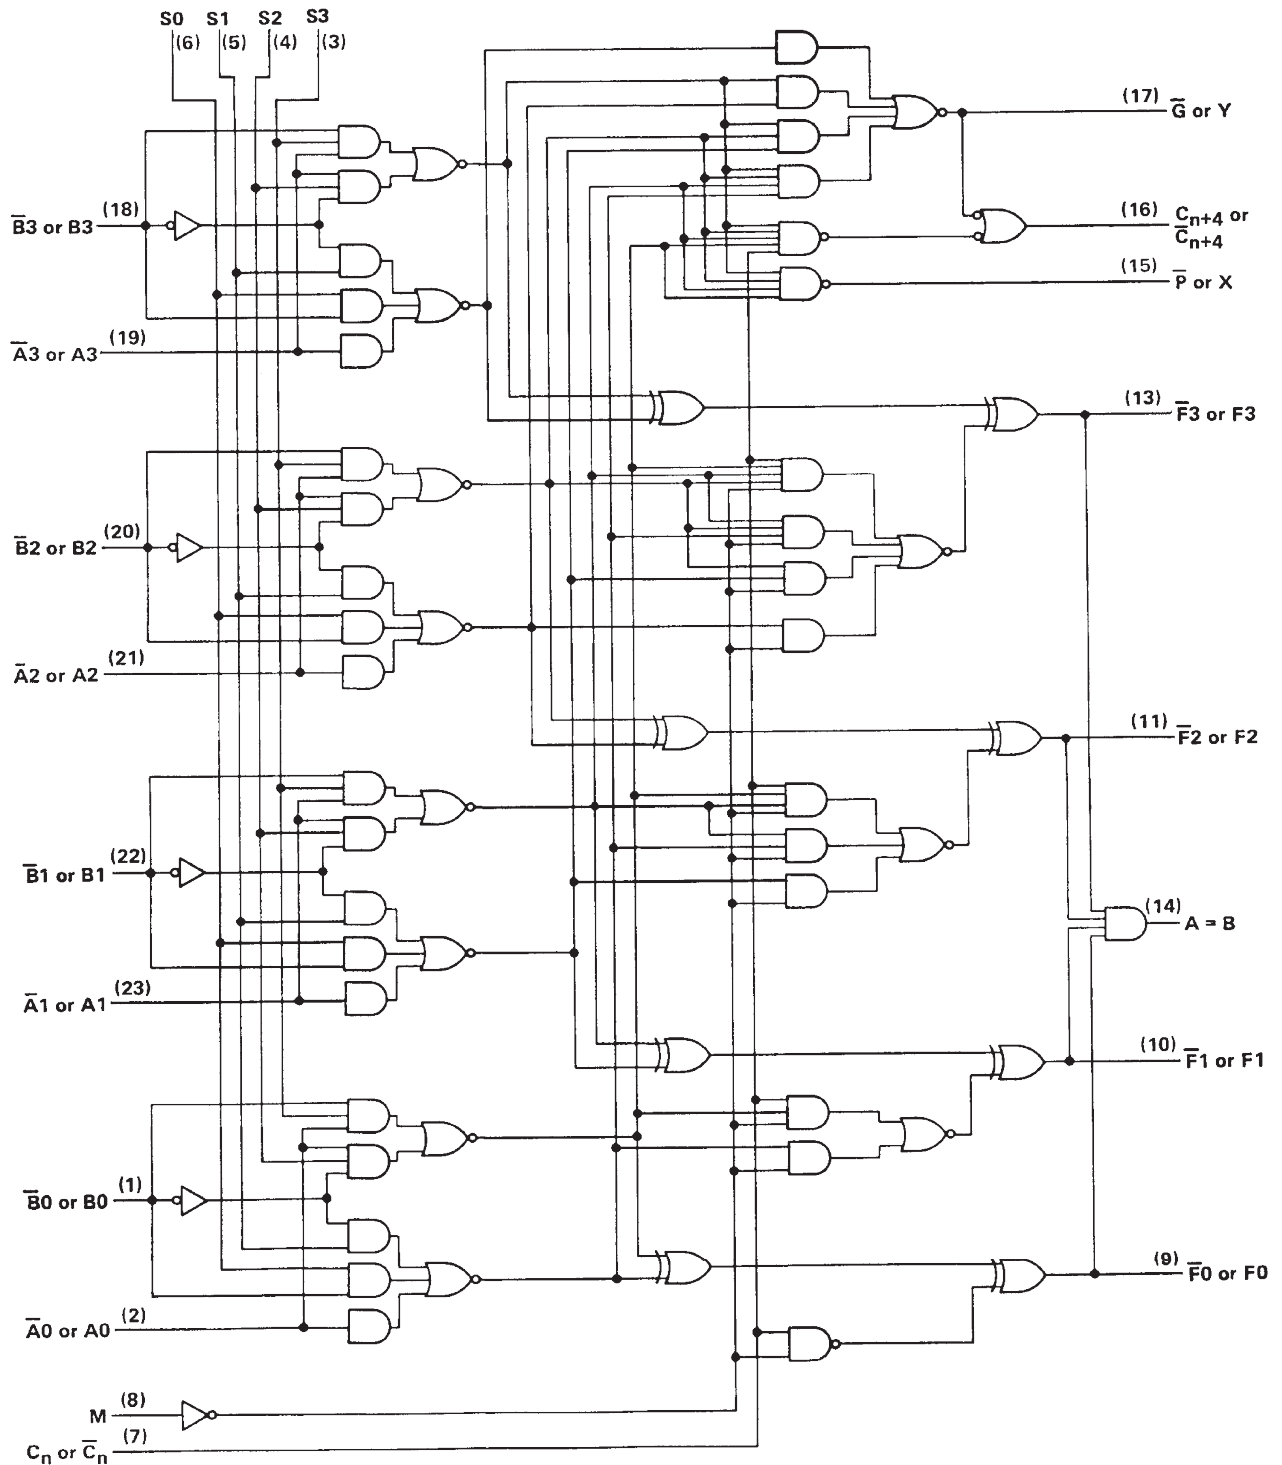 S0 S1 S2 S3
(6) (5) (4) (3)
(17) G̅ or Y
(18) B̅3 or B3
(16) Cn+4 or
C̅n+4
(15) P̅ or X
(19) A̅3 or A3
(13) F̅3 or F3
(20) B̅2 or B2
(21) A̅2 or A2
(11) F̅2 or F2
(22) B̅1 or B1
(14) A = B
(23) A̅1 or A1
(10) F̅1 or F1
(1) B̅0 or B0
(9) F̅0 or F0
(2) A̅0 or A0
(8) M
(7) Cn or C̅n